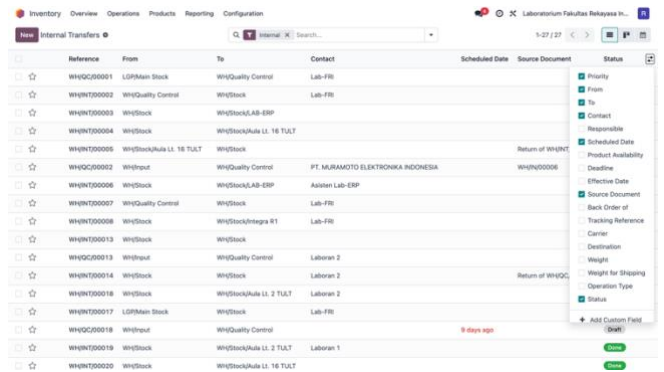 Inventory Overview Operations Products Reporting Configuration Laboratorium Fakultas Rekayasa In... R
New Internal Transfers Internal × Search... 1-27 / 27
Reference From To Contact Scheduled Date Source Document Status
WH/QC/00001 LGP/Main Stock WH/Quality Control Lab-FRI
WH/INT/00002 WH/Quality Control WH/Stock Lab-FRI
WH/INT/00003 WH/Stock WH/Stock/LAB-ERP
WH/INT/00004 WH/Stock WH/Stock/Aula Lt. 16 TULT
WH/INT/00005 WH/Stock/Aula Lt. 16 TULT WH/Stock Return of WH/INT
WH/QC/00002 WH/Input WH/Quality Control PT. MURAMOTO ELEKTRONIKA INDONESIA WH/IN/00006
WH/INT/00006 WH/Stock WH/Stock/LAB-ERP Asisten Lab-ERP
WH/INT/00007 WH/Quality Control WH/Stock Lab-FRI
WH/INT/00008 WH/Stock WH/Stock/Integra R1 Lab-FRI
WH/INT/00013 WH/Stock WH/Stock
WH/QC/00013 WH/Input WH/Quality Control Laboran 2
WH/INT/00014 WH/Stock WH/Stock Laboran 2 Return of WH/QC,
WH/INT/00018 WH/Stock WH/Stock/Aula Lt. 2 TULT Laboran 2
WH/INT/00017 LGP/Main Stock WH/Stock Lab-FRI
WH/QC/00018 WH/Input WH/Quality Control 9 days ago Draft
WH/INT/00019 WH/Stock WH/Stock/Aula Lt. 2 TULT Laboran 1 Done
WH/INT/00020 WH/Stock WH/Stock/Aula Lt. 16 TULT Done
Priority
From
To
Contact
Responsible
Scheduled Date
Product Availability
Deadline
Effective Date
Source Document
Back Order of
Tracking Reference
Carrier
Destination
Weight
Weight for Shipping
Operation Type
Status
+ Add Custom Field